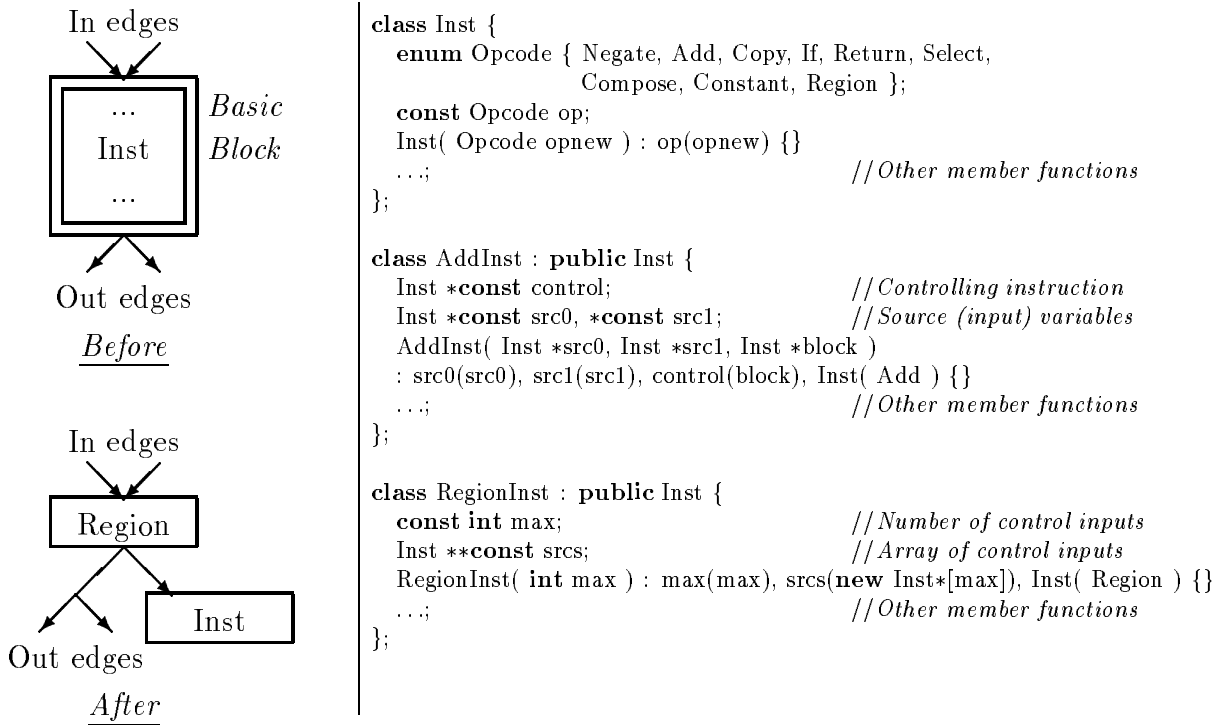 In edges
...
Inst
...
Basic
Block
Out edges
Before
In edges
Region
Inst
Out edges
After
class Inst {
enum Opcode { Negate, Add, Copy, If, Return, Select,
Compose, Constant, Region };
const Opcode op;
Inst( Opcode opnew ) : op(opnew) {}
...; //Other member functions
};
class AddInst : public Inst {
Inst *const control; //Controlling instruction
Inst *const src0, *const src1; //Source (input) variables
AddInst( Inst *src0, Inst *src1, Inst *block )
: src0(src0), src1(src1), control(block), Inst( Add ) {}
...; //Other member functions
};
class RegionInst : public Inst {
const int max; //Number of control inputs
Inst **const srcs; //Array of control inputs
RegionInst( int max ) : max(max), srcs(new Inst*[max]), Inst( Region ) {}
...; //Other member functions
};